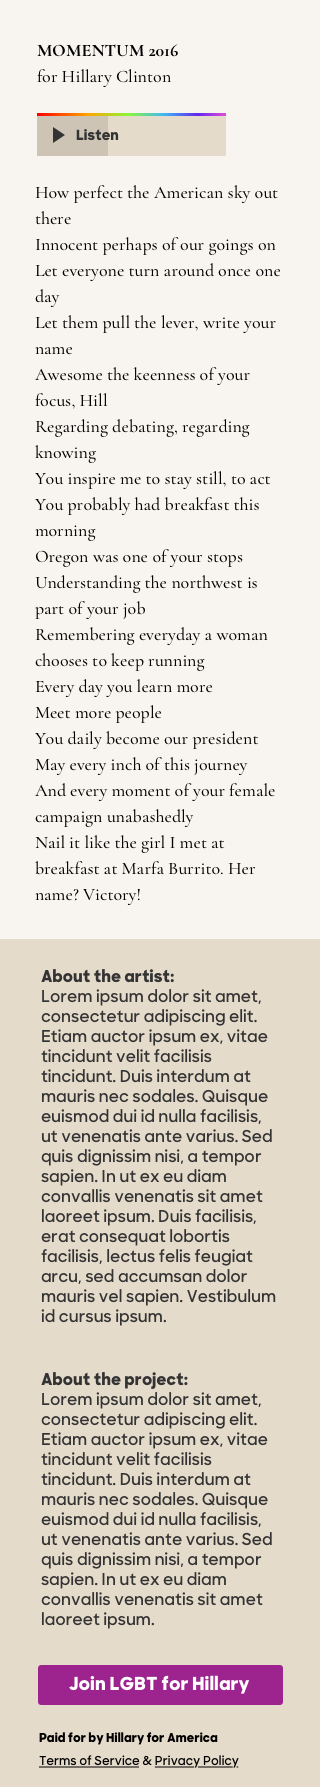 MOMENTUM 2016
for Hillary Clinton
Listen
How perfect the American sky out
there
Innocent perhaps of our goings on
Let everyone turn around once one
day
Let them pull the lever, write your
name
Awesome the keenness of your
focus, Hill
Regarding debating, regarding
knowing
You inspire me to stay still, to act
You probably had breakfast this
morning
Oregon was one of your stops
Understanding the northwest is
part of your job
Remembering everyday a woman
chooses to keep running
Every day you learn more
Meet more people
You daily become our president
May every inch of this journey
And every moment of your female
campaign unabashedly
Nail it like the girl I met at
breakfast at Marfa Burrito. Her
name? Victory!
About the artist:
Lorem ipsum dolor sit amet,
consectetur adipiscing elit.
Etiam auctor ipsum ex, vitae
tincidunt velit facilisis
tincidunt. Duis interdum at
mauris nec sodales. Quisque
euismod dui id nulla facilisis,
ut venenatis ante varius. Sed
quis dignissim nisi, a tempor
sapien. In ut ex eu diam
convallis venenatis sit amet
laoreet ipsum. Duis facilisis,
erat consequat lobortis
facilisis, lectus felis feugiat
arcu, sed accumsan dolor
mauris vel sapien. Vestibulum
id cursus ipsum.
About the project:
Lorem ipsum dolor sit amet,
consectetur adipiscing elit.
Etiam auctor ipsum ex, vitae
tincidunt velit facilisis
tincidunt. Duis interdum at
mauris nec sodales. Quisque
euismod dui id nulla facilisis,
ut venenatis ante varius. Sed
quis dignissim nisi, a tempor
sapien. In ut ex eu diam
convallis venenatis sit amet
laoreet ipsum.
Join LGBT for Hillary
Paid for by Hillary for America
Terms of Service & Privacy Policy